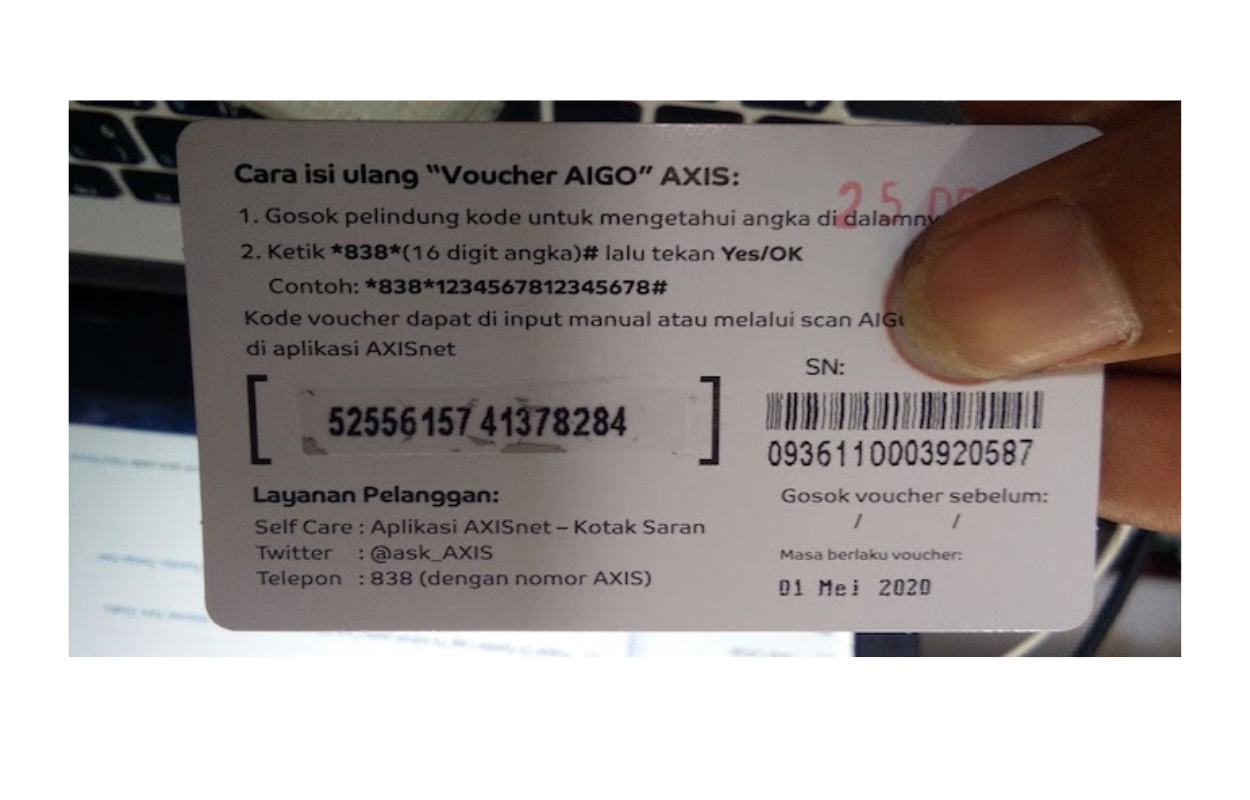 Cara isi ulang “Voucher AIGO” AXIS:
25
1. Gosok pelindung kode untuk mengetahui angka di
2. Ketik *838*(16 digit angka)# lalu tekan Yes/OK
Contoh: *838*1234567812345678#
Kode voucher dapat di input manual atau melalui scan
di aplikasi AXISnet
SN:
[ 52556157 41378284 ]
0936110003920587
Layanan Pelanggan:
Self Care : Aplikasi AXISnet – Kotak Saran
Twitter : @ask_AXIS
Telepon : 838 (dengan nomor AXIS)
Gosok voucher sebelum:
/ /
Masa berlaku voucher:
01 Mei 2020